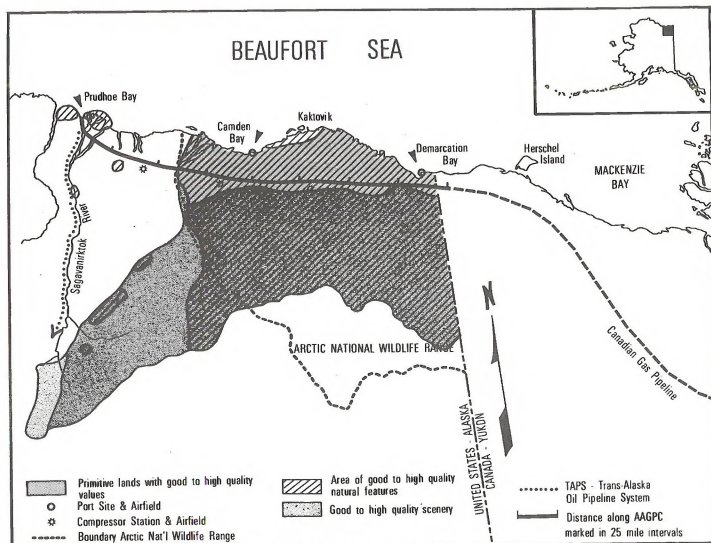 BEAUFORT SEA
Prudhoe Bay
Camden Bay
Kaktovik
Demarcation Bay
Herschel Island
MACKENZIE BAY
Sagavanirktok River
ARCTIC NATIONAL WILDLIFE RANGE
N
Canadian Gas Pipeline
UNITED STATES - ALASKA
CANADA - YUKON
Primitive lands with good to high quality values
Port Site & Airfield
Compressor Station & Airfield
Boundary Arctic Nat'l Wildlife Range
Area of good to high quality natural features
Good to high quality scenery
TAPS - Trans-Alaska Oil Pipeline System
Distance along AAGPC marked in 25 mile intervals